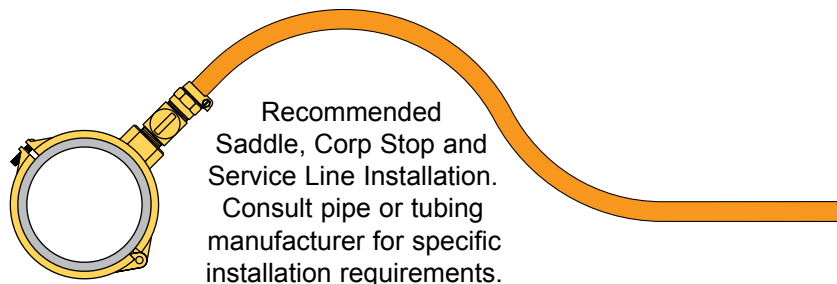 Recommended
Saddle, Corp Stop and
Service Line Installation.
Consult pipe or tubing
manufacturer for specific
installation requirements.